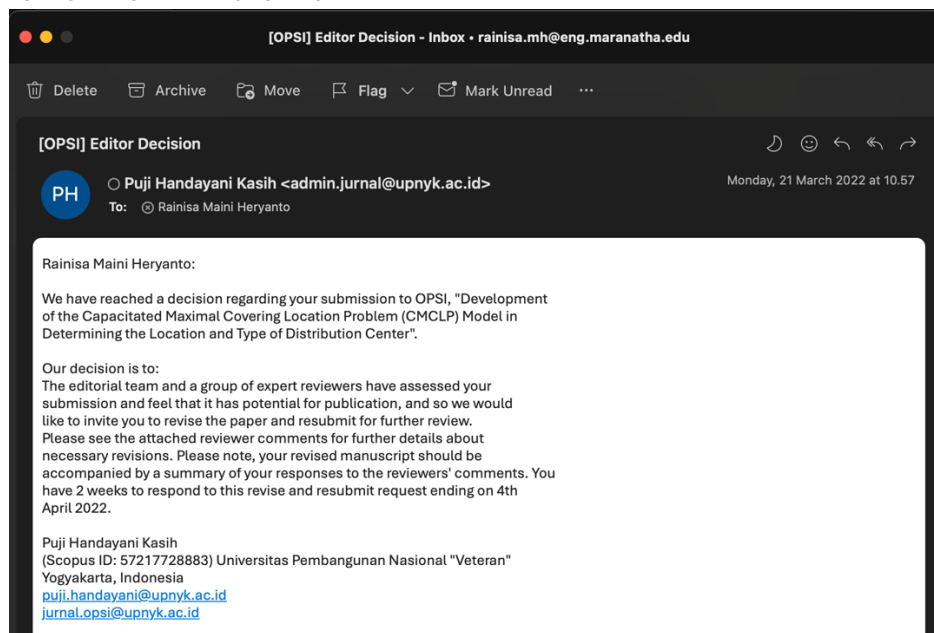 [OPSI] Editor Decision - Inbox • rainisa.mh@eng.maranatha.edu
Delete Archive Move Flag Mark Unread ...
[OPSI] Editor Decision
PH
Puji Handayani Kasih <admin.jurnal@upnyk.ac.id>
Monday, 21 March 2022 at 10.57
To: Rainisa Maini Heryanto
Rainisa Maini Heryanto:
We have reached a decision regarding your submission to OPSI, "Development
of the Capacitated Maximal Covering Location Problem (CMCLP) Model in
Determining the Location and Type of Distribution Center".
Our decision is to:
The editorial team and a group of expert reviewers have assessed your
submission and feel that it has potential for publication, and so we would
like to invite you to revise the paper and resubmit for further review.
Please see the attached reviewer comments for further details about
necessary revisions. Please note, your revised manuscript should be
accompanied by a summary of your responses to the reviewers' comments. You
have 2 weeks to respond to this revise and resubmit request ending on 4th
April 2022.
Puji Handayani Kasih
(Scopus ID: 57217728883) Universitas Pembangunan Nasional "Veteran"
Yogyakarta, Indonesia
puji.handayani@upnyk.ac.id
jurnal.opsi@upnyk.ac.id